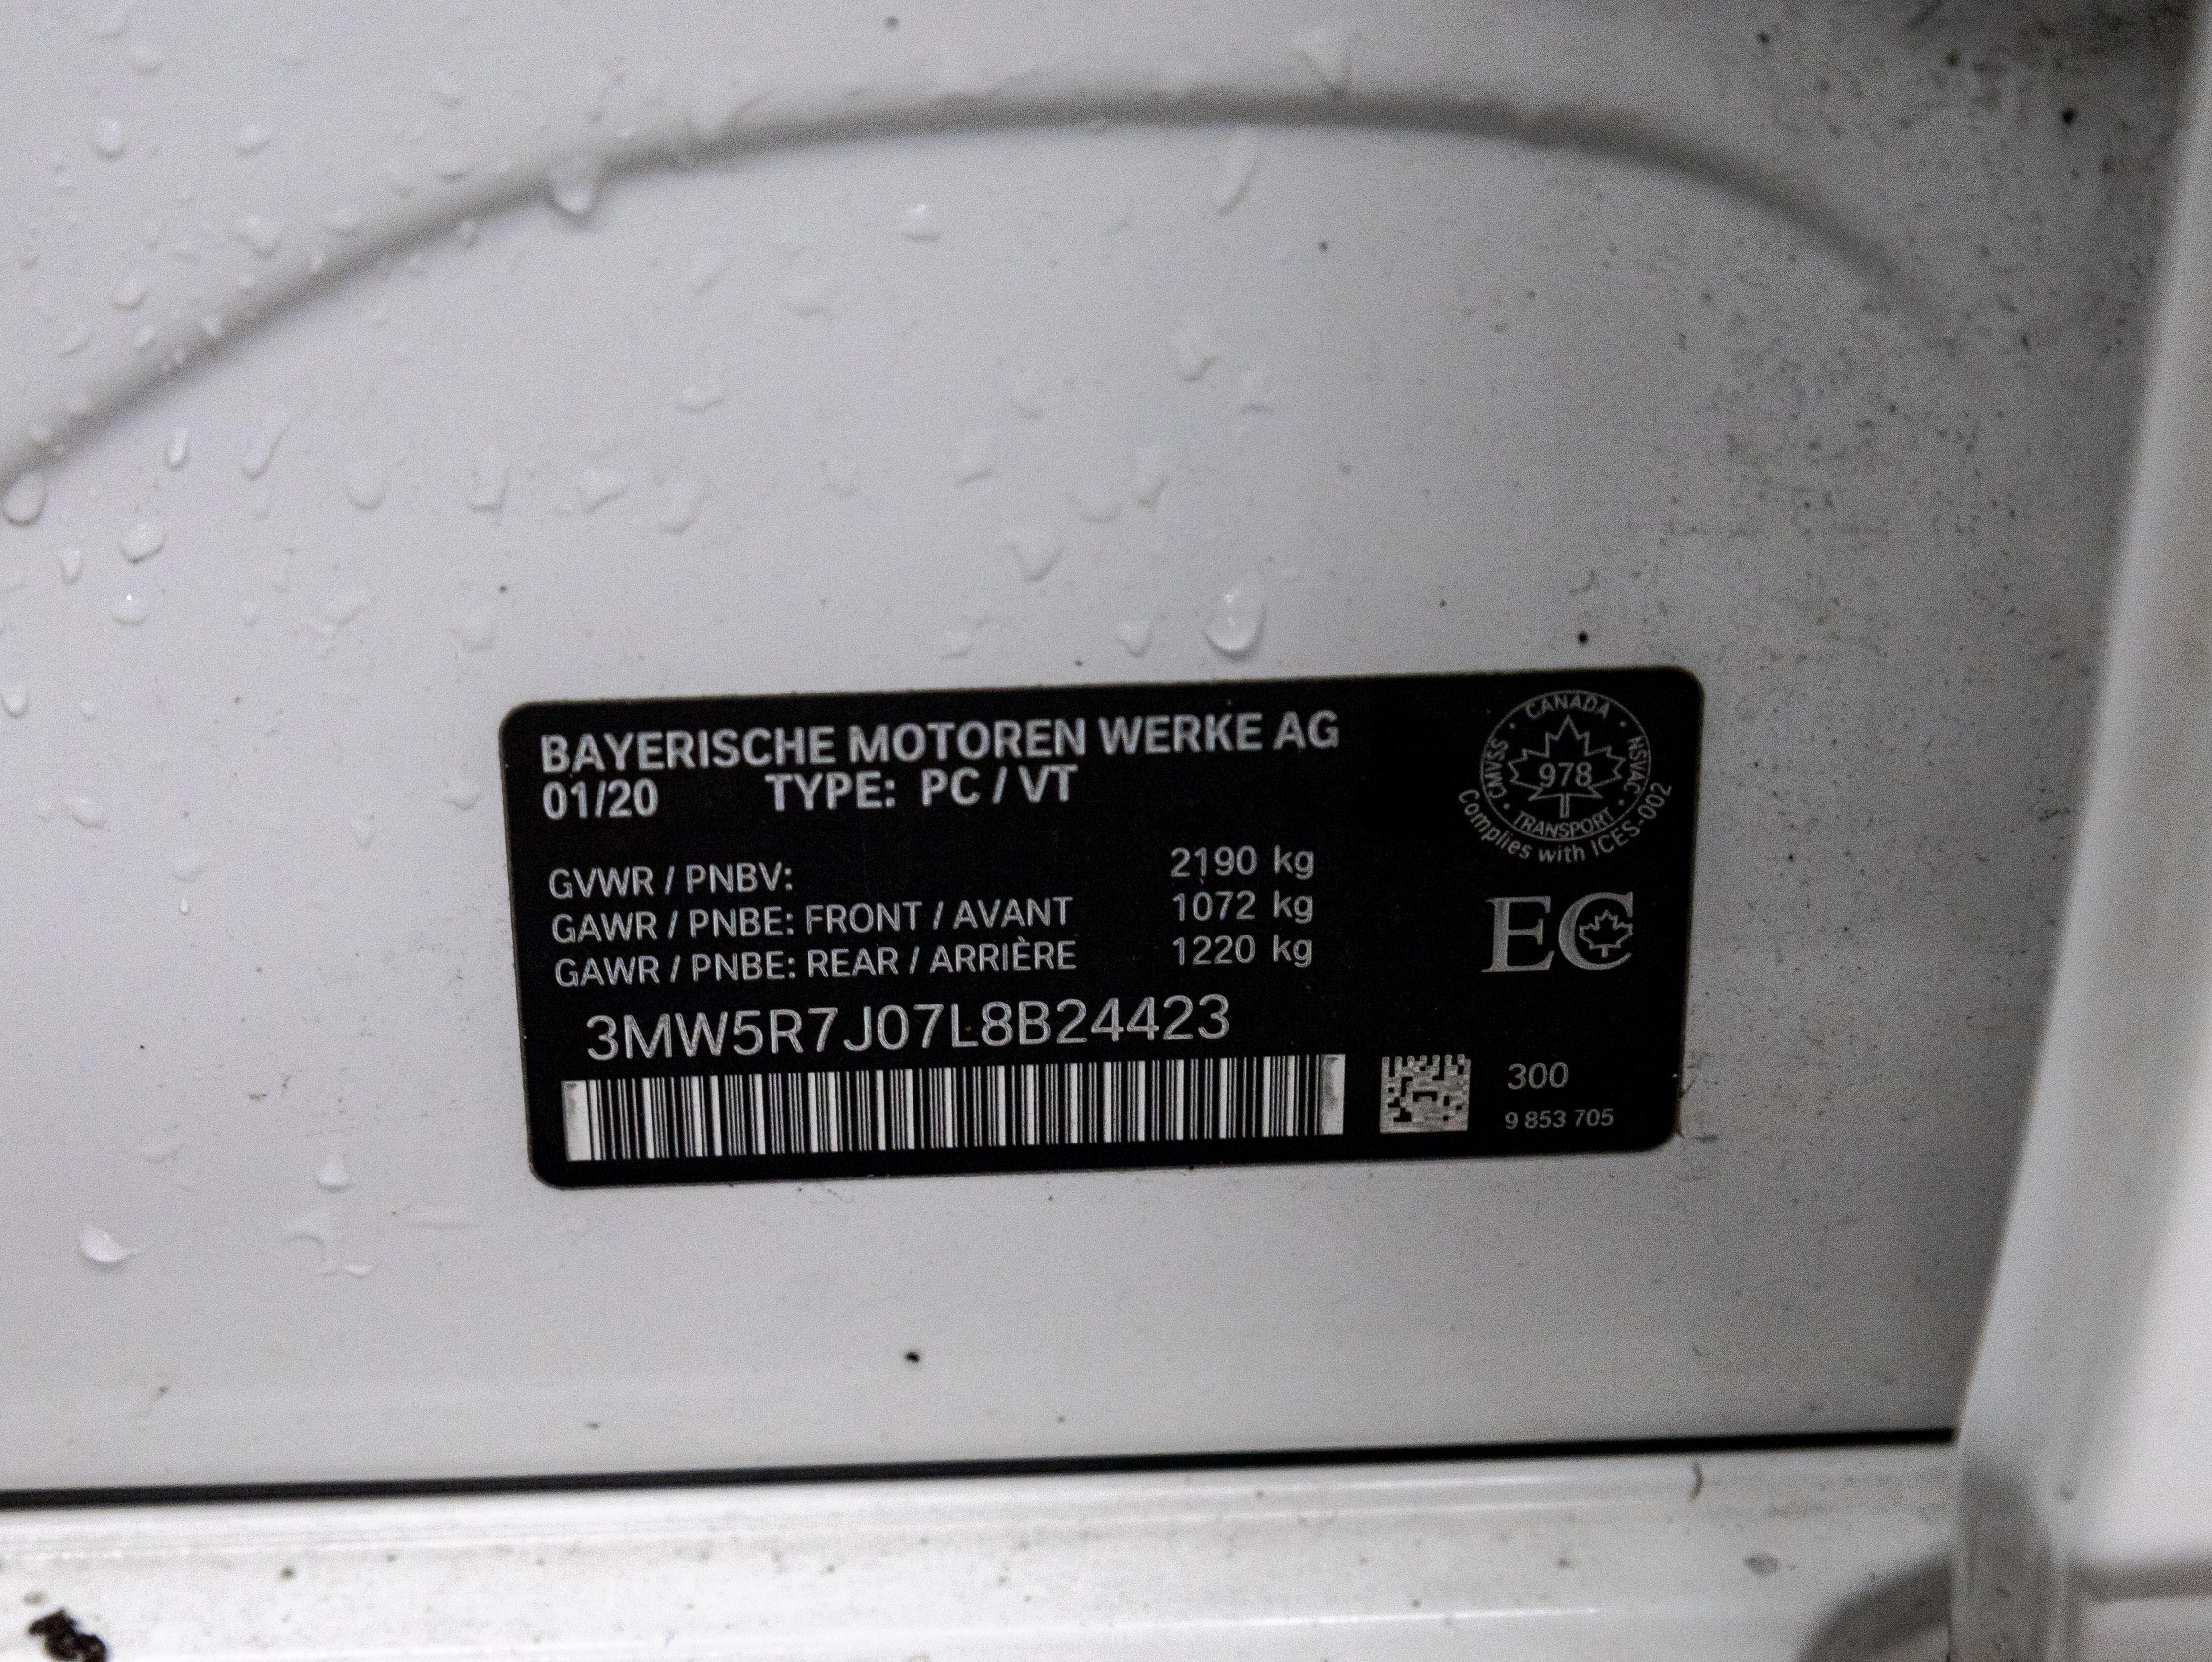 BAYERISCHE MOTOREN WERKE AG
01/20 TYPE: PC / VT
GVWR / PNBV: 2190 kg
GAWR / PNBE: FRONT / AVANT 1072 kg
GAWR / PNBE: REAR / ARRIÈRE 1220 kg
3MW5R7J07L8B24423
CANADA
CMVSS
978
NSVAC
TRANSPORT
Complies with ICES-002
EC
300
9 853 705